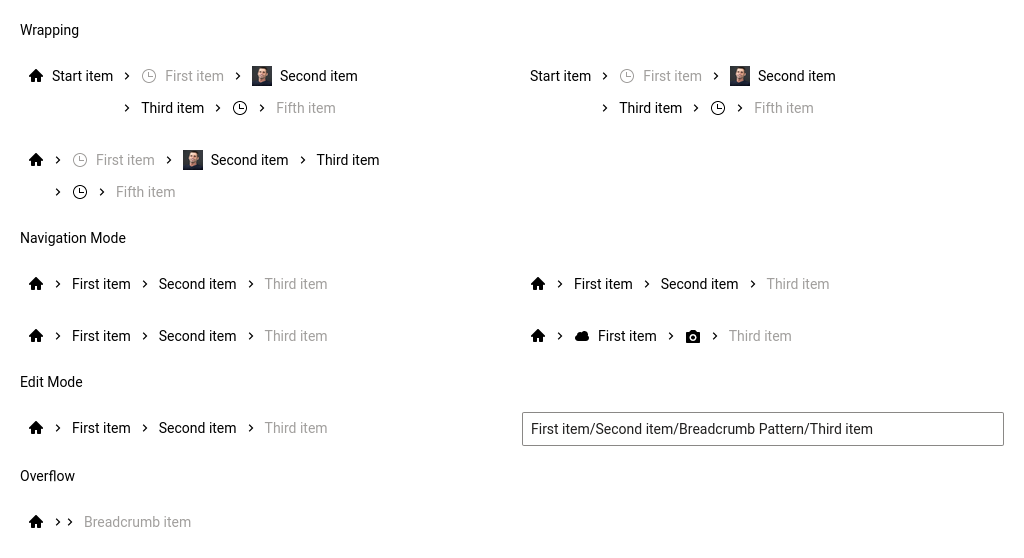 Wrapping
Start item First item Second item
Third item Fifth item
Start item First item Second item
Third item Fifth item
First item Second item Third item
Fifth item
Navigation Mode
First item Second item Third item
First item Second item Third item
First item Second item Third item
First item Third item
Edit Mode
First item Second item Third item
First item/Second item/Breadcrumb Pattern/Third item
Overflow
Breadcrumb item